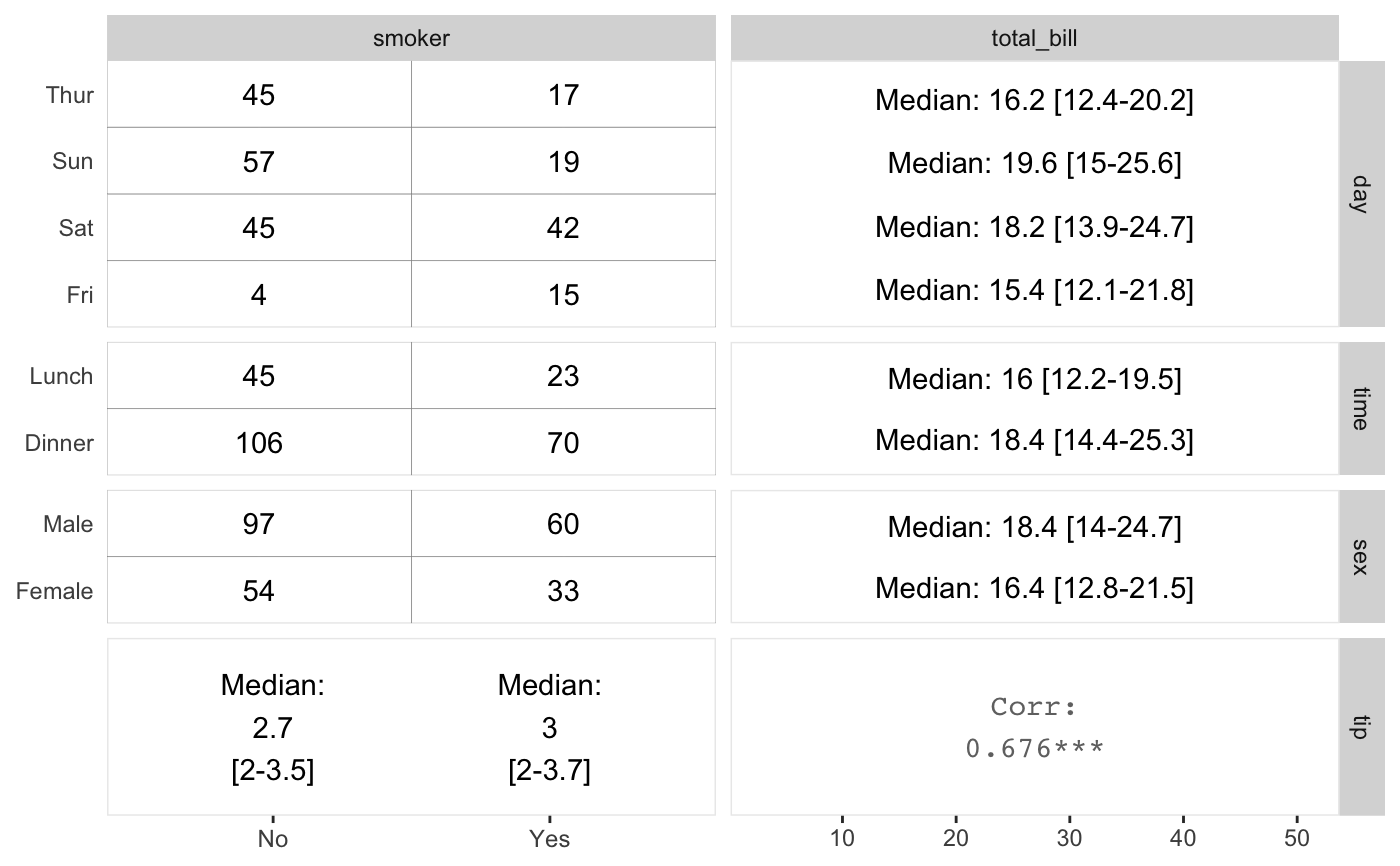 smoker total_bill
Thur 45 17 Median: 16.2 [12.4-20.2]
Sun 57 19 Median: 19.6 [15-25.6]
Sat 45 42 Median: 18.2 [13.9-24.7]
Fri 4 15 Median: 15.4 [12.1-21.8]
day
Lunch 45 23 Median: 16 [12.2-19.5]
Dinner 106 70 Median: 18.4 [14.4-25.3]
time
Male 97 60 Median: 18.4 [14-24.7]
Female 54 33 Median: 16.4 [12.8-21.5]
sex
Median: Median:
2.7 3
[2-3.5] [2-3.7]
Corr:
0.676***
tip
No Yes 10 20 30 40 50